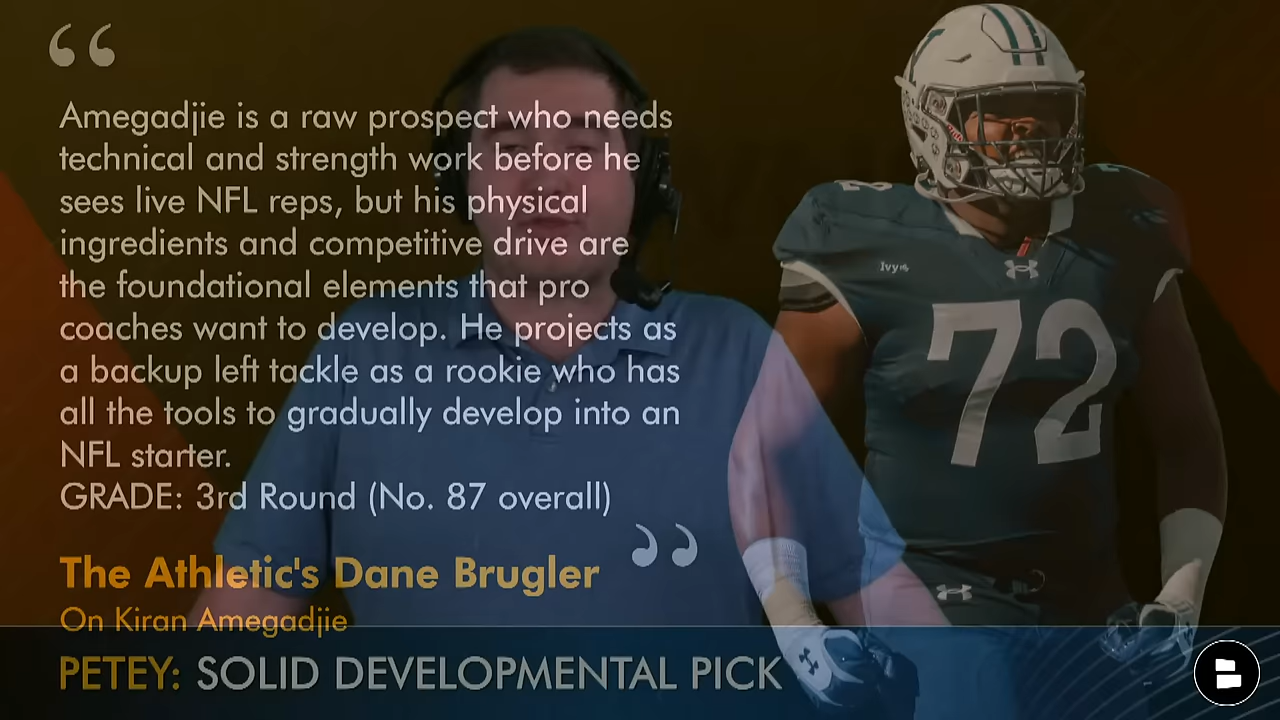 “
Amegadjie is a raw prospect who needs
technical and strength work before he
sees live NFL reps, but his physical
ingredients and competitive drive are
the foundational elements that pro
coaches want to develop. He projects as
a backup left tackle as a rookie who has
all the tools to gradually develop into an
NFL starter.
GRADE: 3rd Round (No. 87 overall)
”
The Athletic's Dane Brugler
On Kiran Amegadjie
PETEY: SOLID DEVELOPMENTAL PICK
Y
Ivy
72